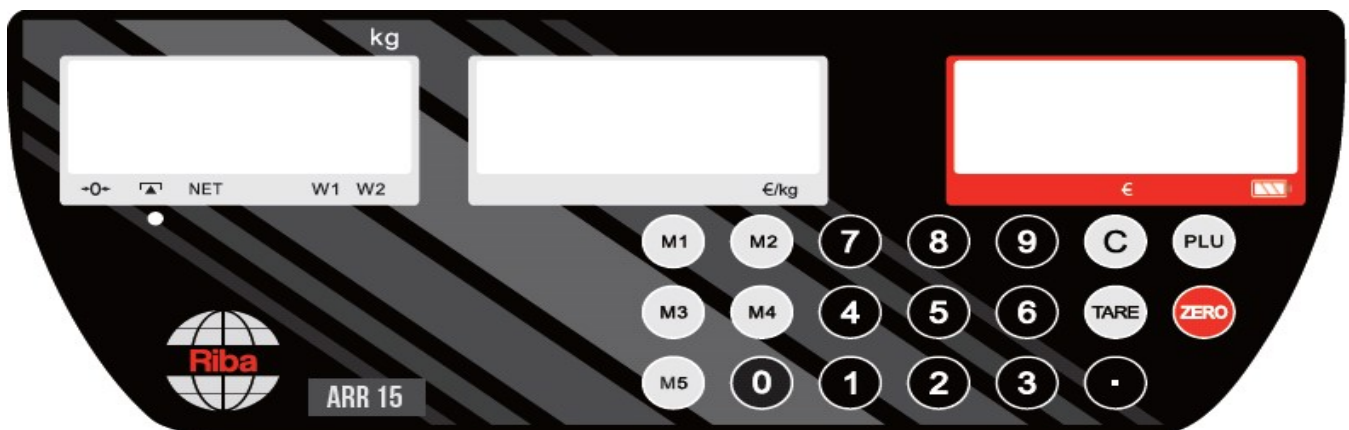 kg
→0← NET W1 W2
€/kg
€
M1 M2 7 8 9 C PLU
M3 M4 4 5 6 TARE ZERO
M5 0 1 2 3 .
Riba
ARR 15